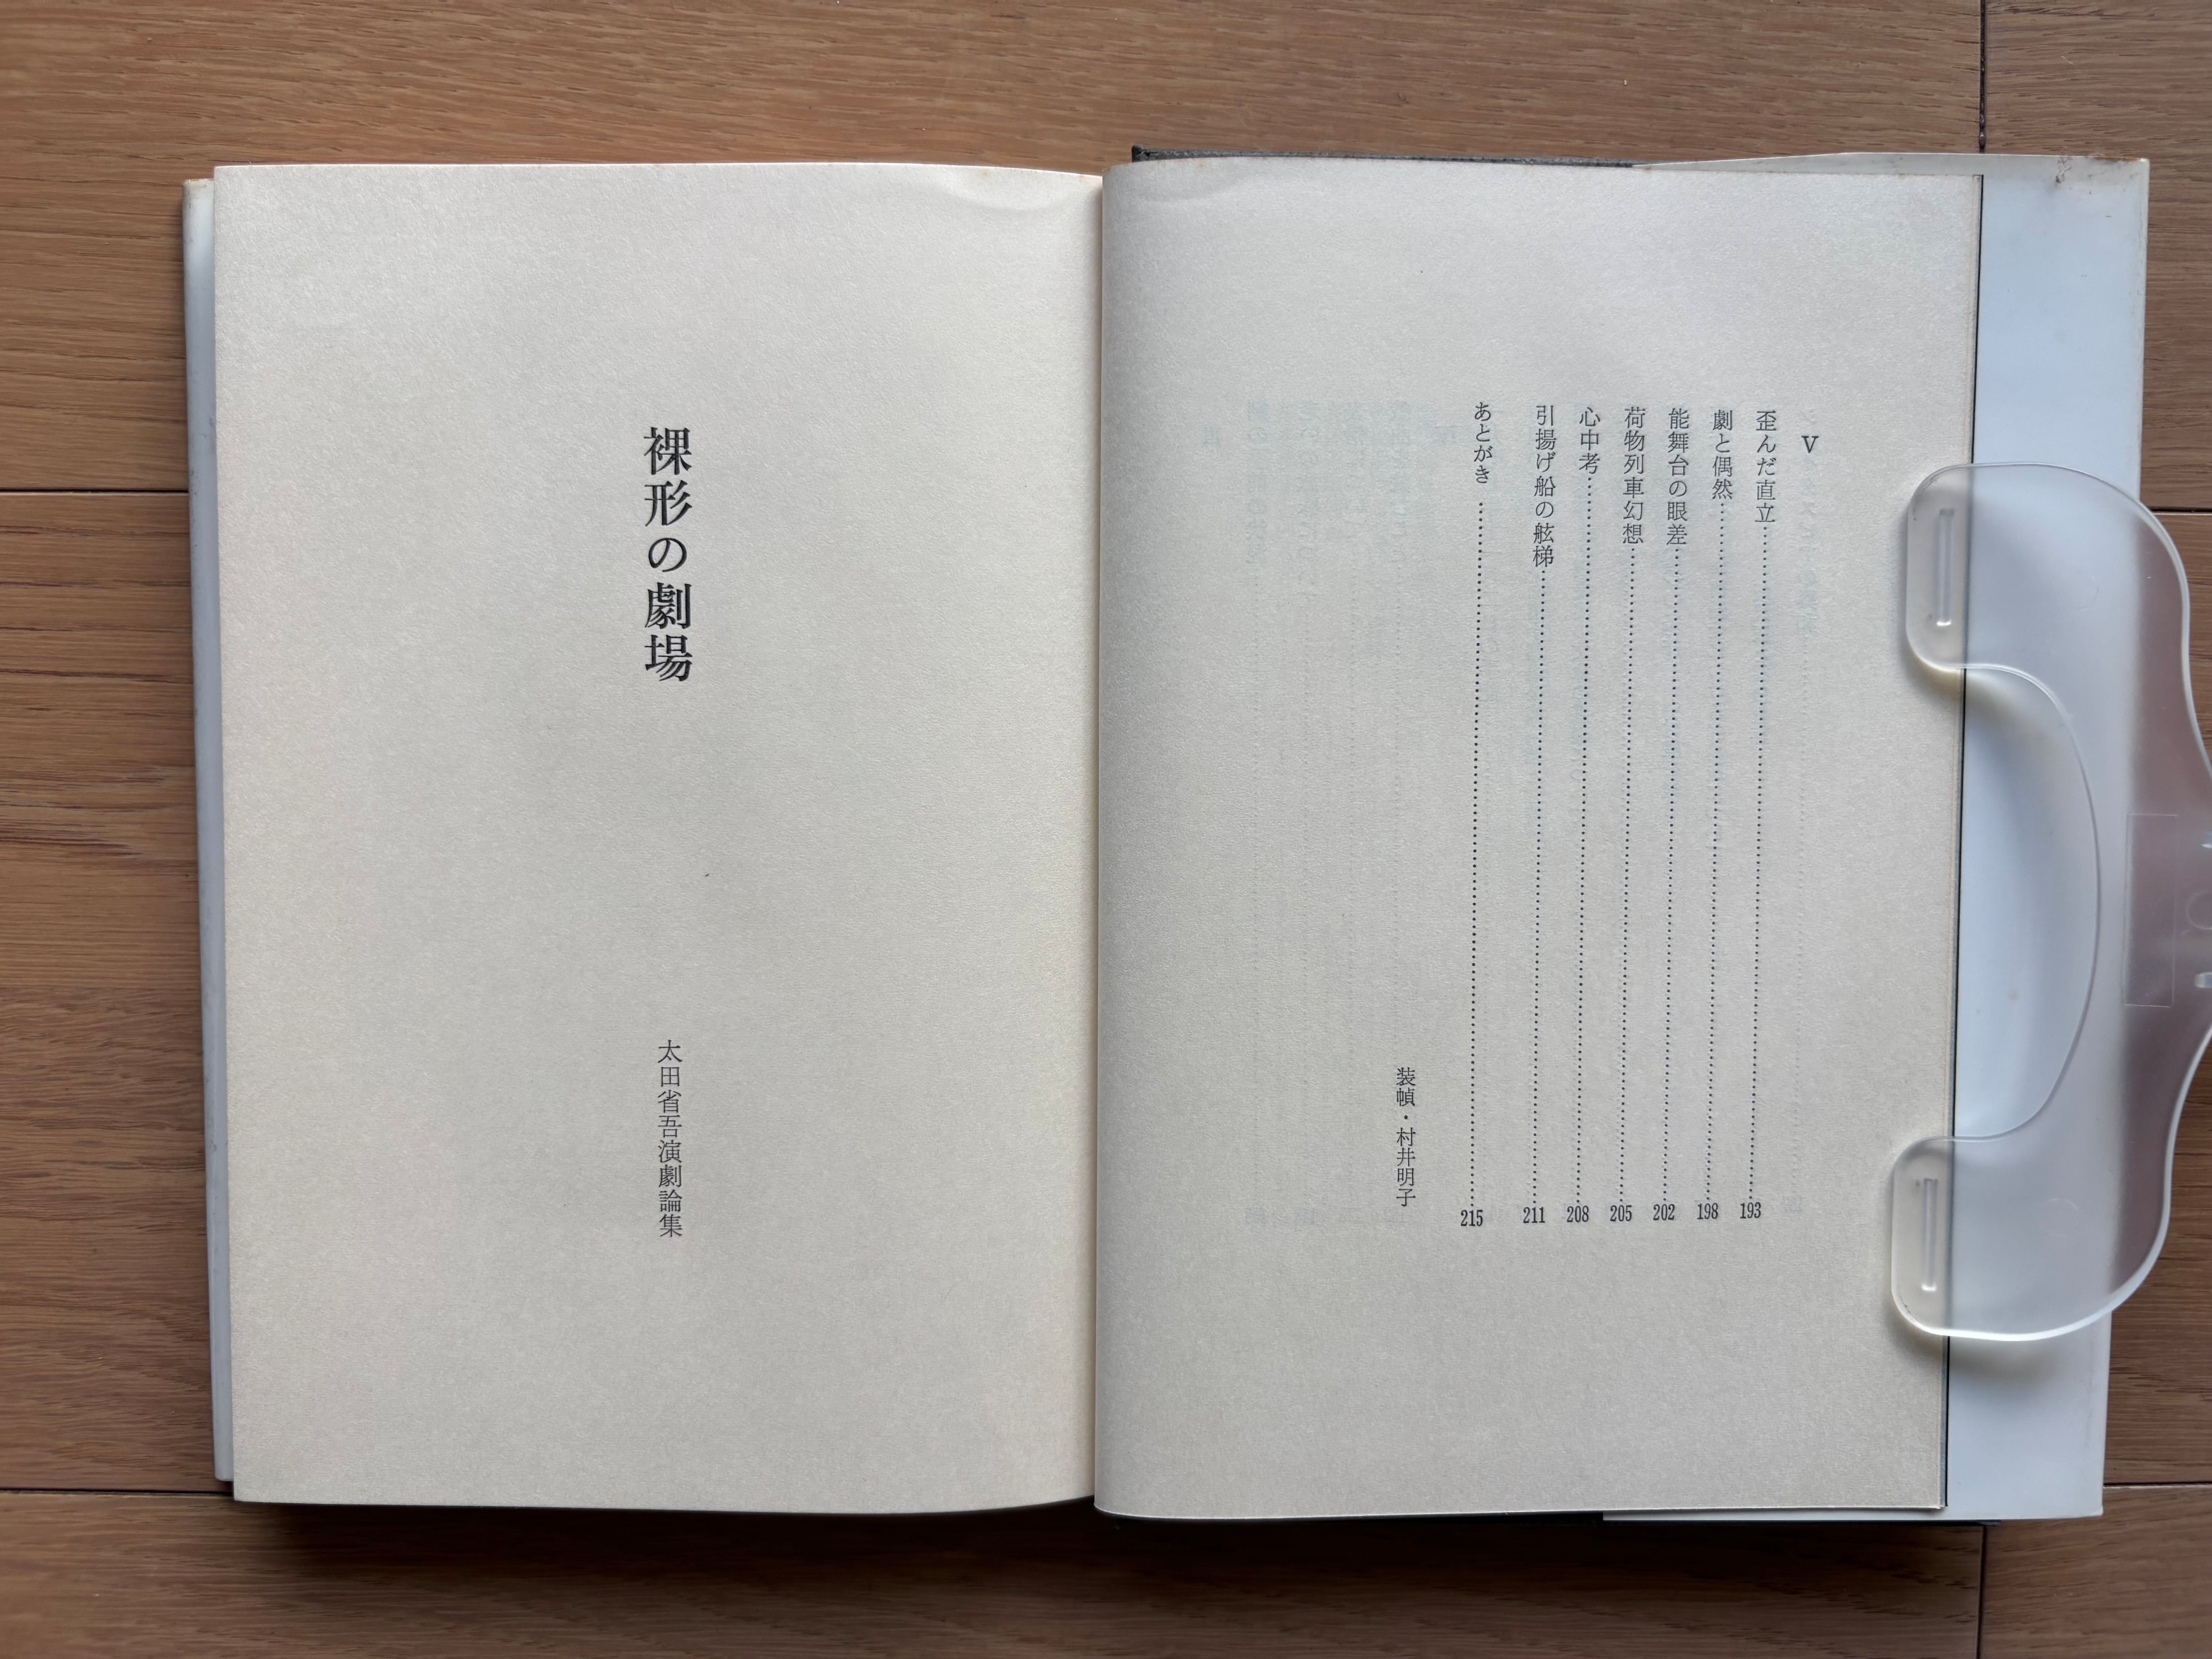 V
歪んだ直立……193
劇と偶然……198
能舞台の眼差……202
荷物列車幻想……205
心中考……208
引揚げ船の舷梯……211
あとがき……215
装幀・村井明子
裸形の劇場
太田省吾演劇論集